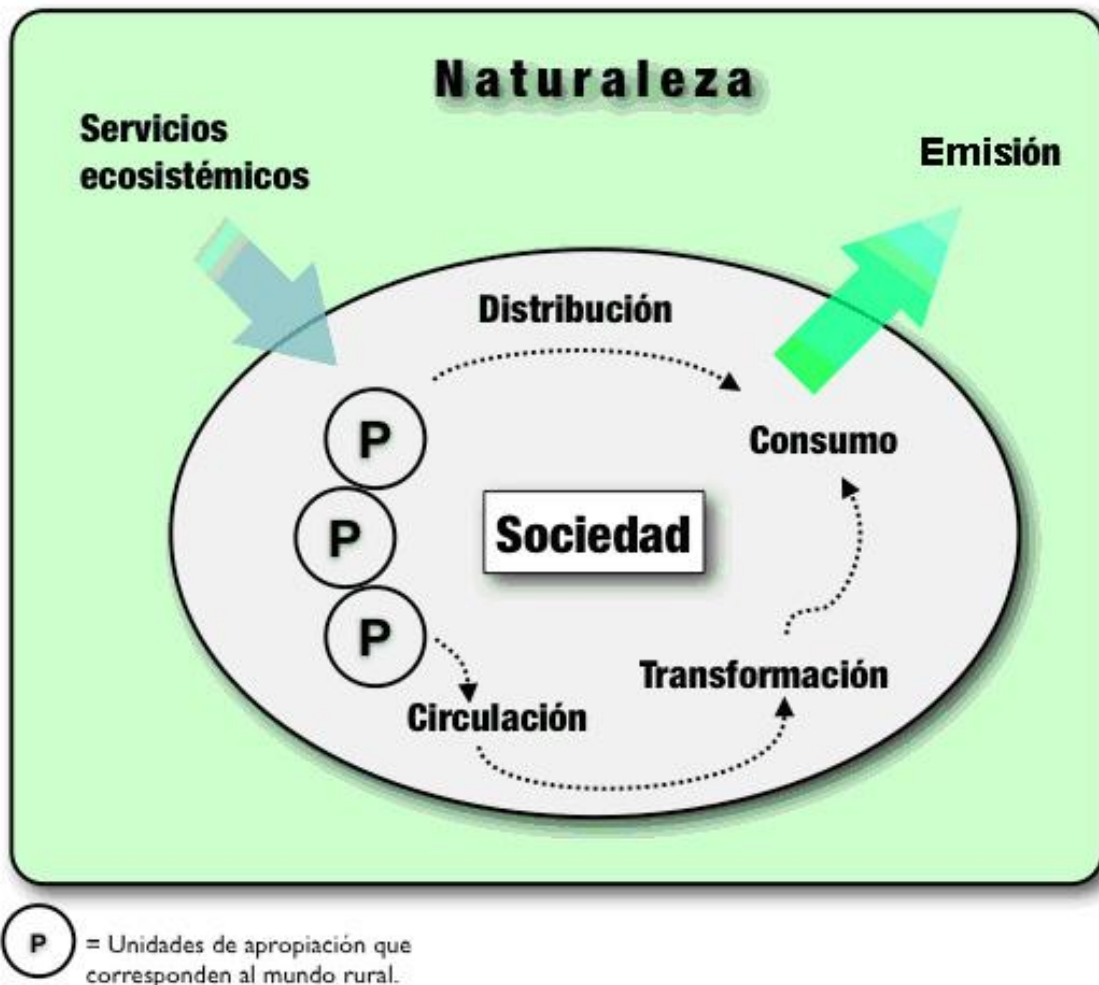 Naturaleza
Servicios
ecosistémicos
Emisión
Distribución
P
Consumo
P
Sociedad
P
Transformación
Circulación
P = Unidades de apropiación que
corresponden al mundo rural.